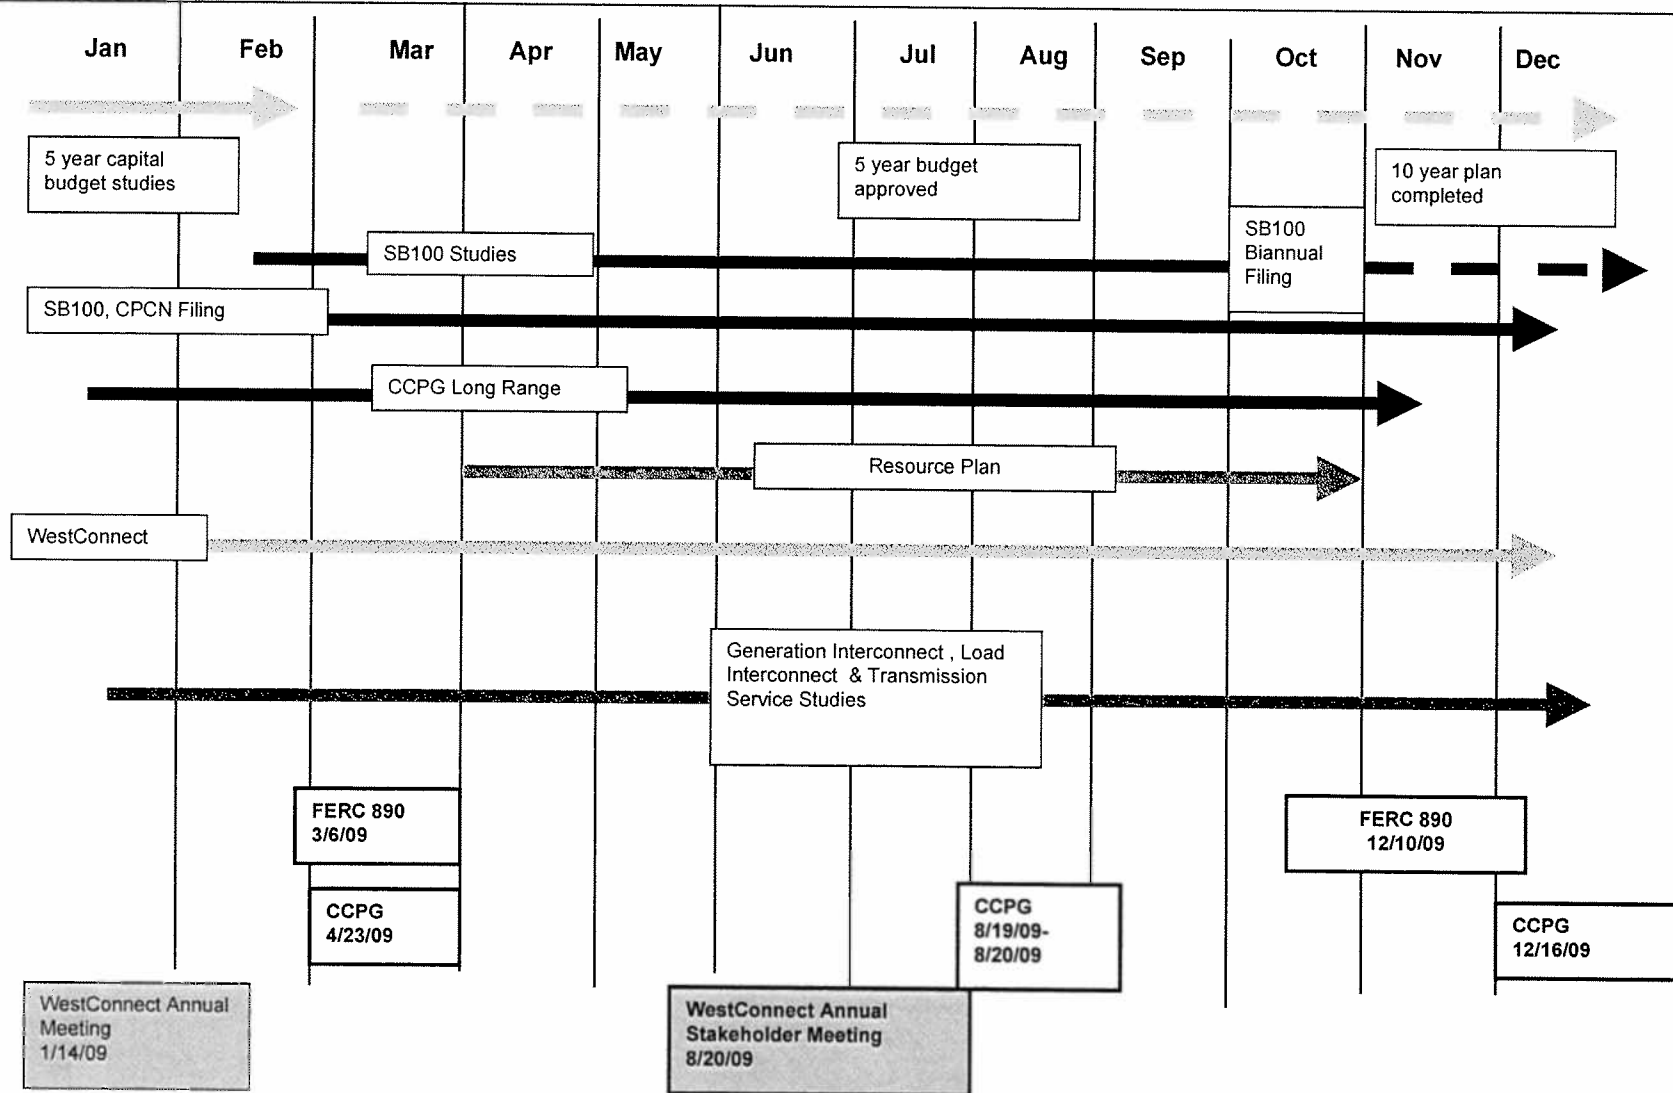 Jan Feb Mar Apr May Jun Jul Aug Sep Oct Nov Dec
5 year capital
budget studies
5 year budget
approved
10 year plan
completed
SB100 Studies
SB100
Biannual
Filing
SB100, CPCN Filing
CCPG Long Range
Resource Plan
WestConnect
Generation Interconnect , Load
Interconnect & Transmission
Service Studies
FERC 890
3/6/09
FERC 890
12/10/09
CCPG
4/23/09
CCPG
8/19/09-
8/20/09
CCPG
12/16/09
WestConnect Annual
Meeting
1/14/09
WestConnect Annual
Stakeholder Meeting
8/20/09